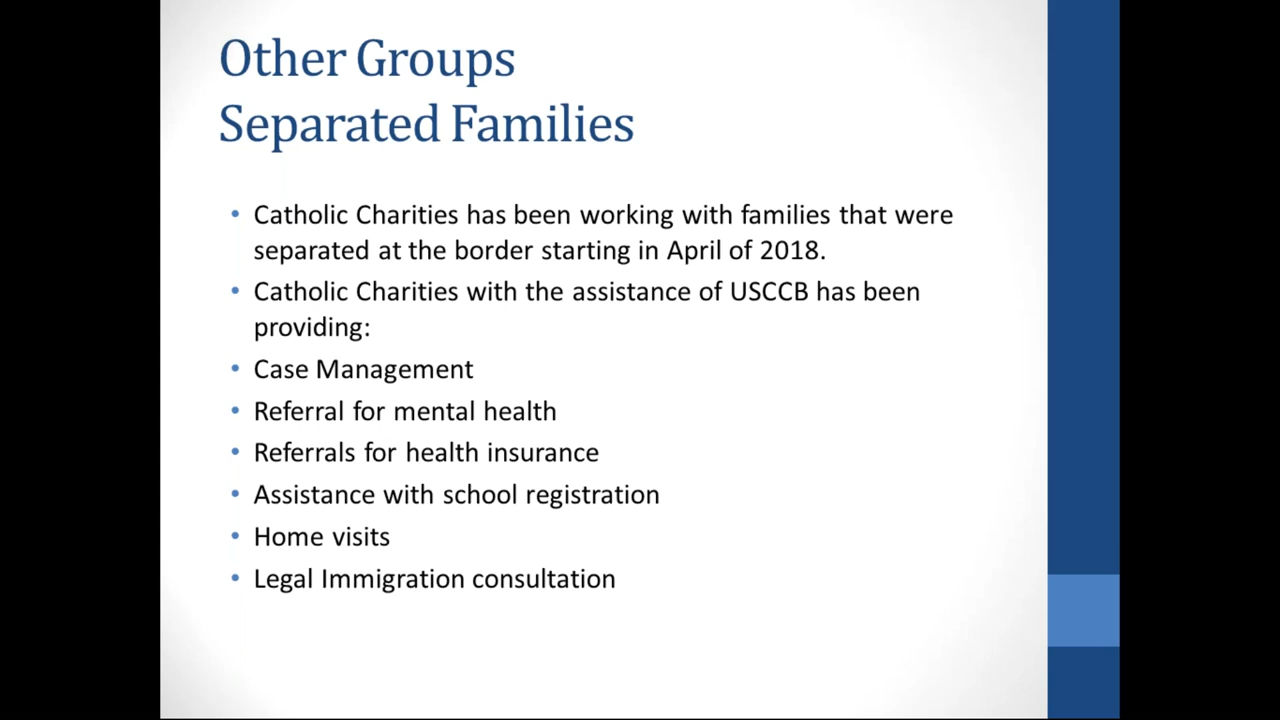 Other Groups
Separated Families
• Catholic Charities has been working with families that were
separated at the border starting in April of 2018.
• Catholic Charities with the assistance of USCCB has been
providing:
• Case Management
• Referral for mental health
• Referrals for health insurance
• Assistance with school registration
• Home visits
• Legal Immigration consultation